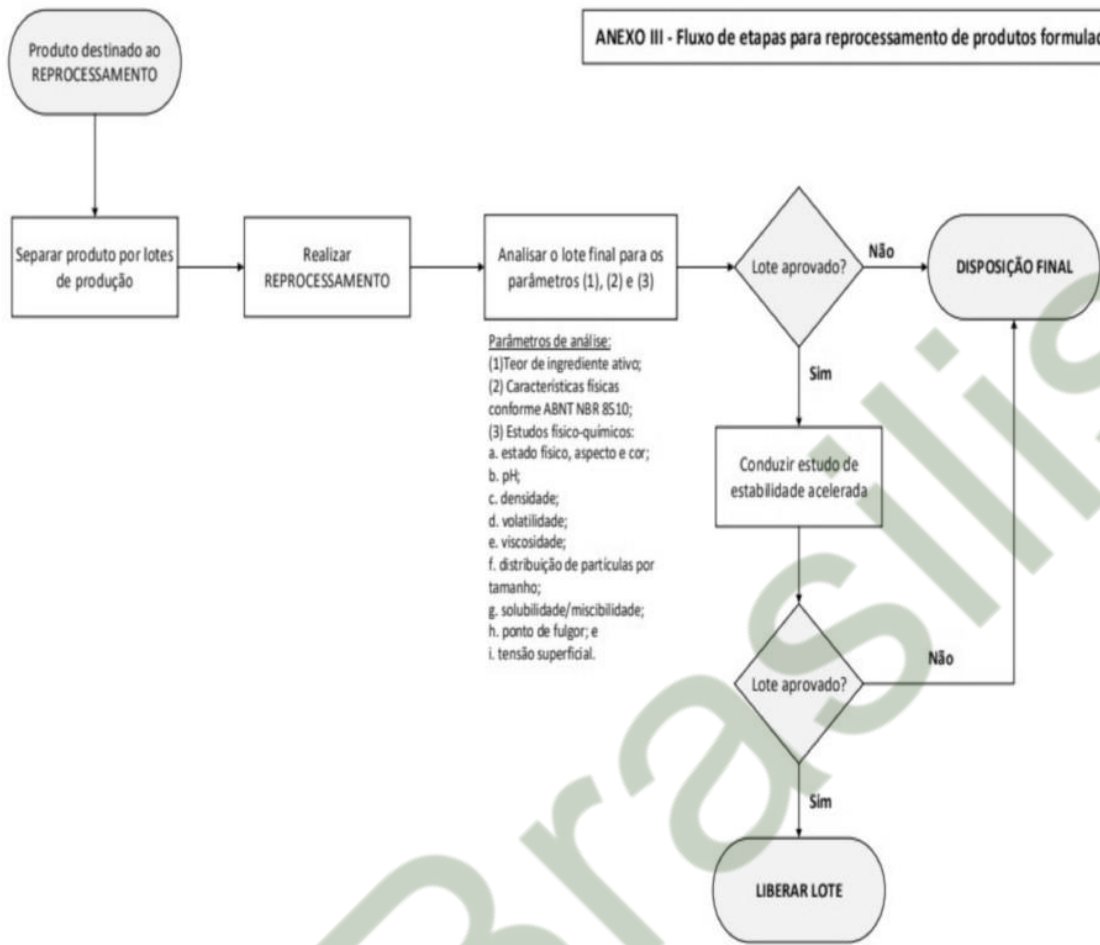 Produto destinado ao
REPROCESSAMENTO
ANEXO III - Fluxo de etapas para reprocessamento de produtos
Separar produto por lotes
de produção
Realizar
REPROCESSAMENTO
Analisar o lote final para os
parâmetros (1), (2) e (3)
Lote aprovado?
Não
DISPOSIÇÃO FINAL
Parâmetros de análise:
(1)Teor de ingrediente ativo;
(2) Características físicas
conforme ABNT NBR 8510;
(3) Estudos físico-químicos:
a. estado físico, aspecto e cor;
b. pH;
c. densidade;
d. volatilidade;
e. viscosidade;
f. distribuição de partículas por
tamanho;
g. solubilidade/miscibilidade;
h. ponto de fulgor; e
i. tensão superficial.
Sim
Conduzir estudo de
estabilidade acelerada
Lote aprovado?
Não
Sim
LIBERAR LOTE
Brasilis